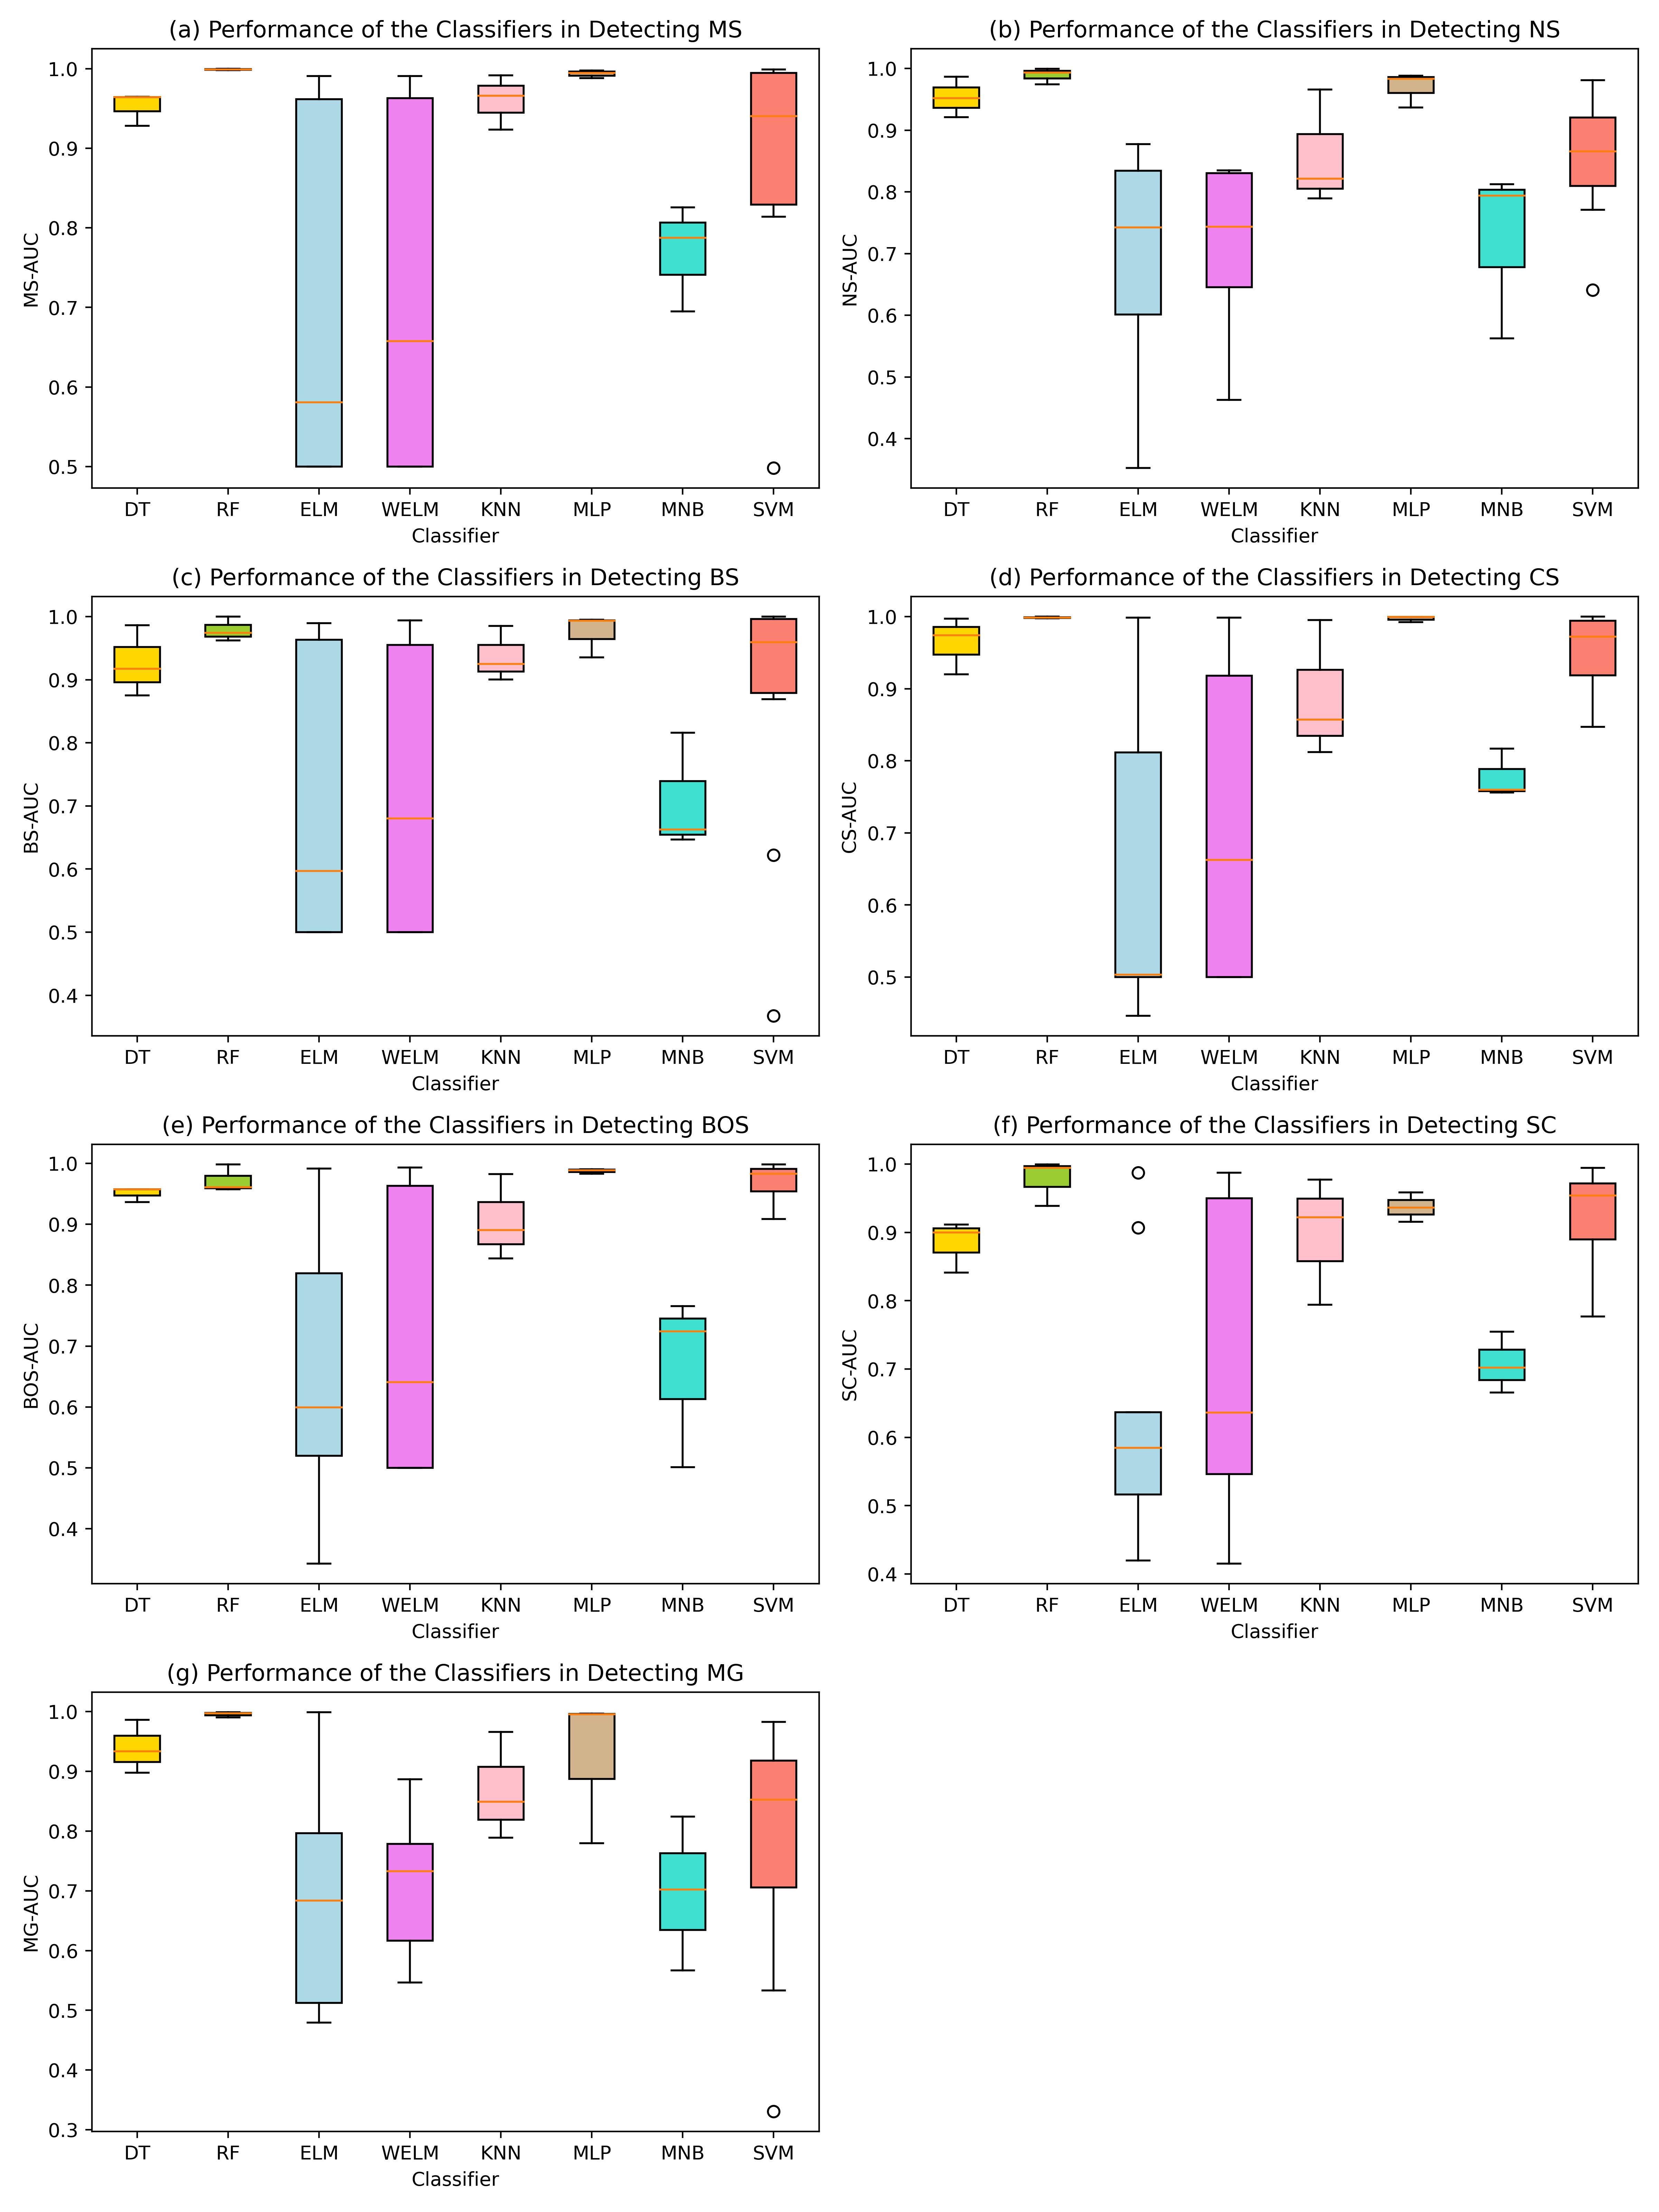 (a) Performance of the Classifiers in Detecting MS
MS-AUC
1.0
0.9
0.8
0.7
0.6
0.5
DT RF ELM WELM KNN MLP MNB SVM
Classifier
(b) Performance of the Classifiers in Detecting NS
NS-AUC
1.0
0.9
0.8
0.7
0.6
0.5
0.4
DT RF ELM WELM KNN MLP MNB SVM
Classifier
(c) Performance of the Classifiers in Detecting BS
BS-AUC
1.0
0.9
0.8
0.7
0.6
0.5
0.4
DT RF ELM WELM KNN MLP MNB SVM
Classifier
(d) Performance of the Classifiers in Detecting CS
CS-AUC
1.0
0.9
0.8
0.7
0.6
0.5
DT RF ELM WELM KNN MLP MNB SVM
Classifier
(e) Performance of the Classifiers in Detecting BOS
BOS-AUC
1.0
0.9
0.8
0.7
0.6
0.5
0.4
DT RF ELM WELM KNN MLP MNB SVM
Classifier
(f) Performance of the Classifiers in Detecting SC
SC-AUC
1.0
0.9
0.8
0.7
0.6
0.5
0.4
DT RF ELM WELM KNN MLP MNB SVM
Classifier
(g) Performance of the Classifiers in Detecting MG
MG-AUC
1.0
0.9
0.8
0.7
0.6
0.5
0.4
0.3
DT RF ELM WELM KNN MLP MNB SVM
Classifier